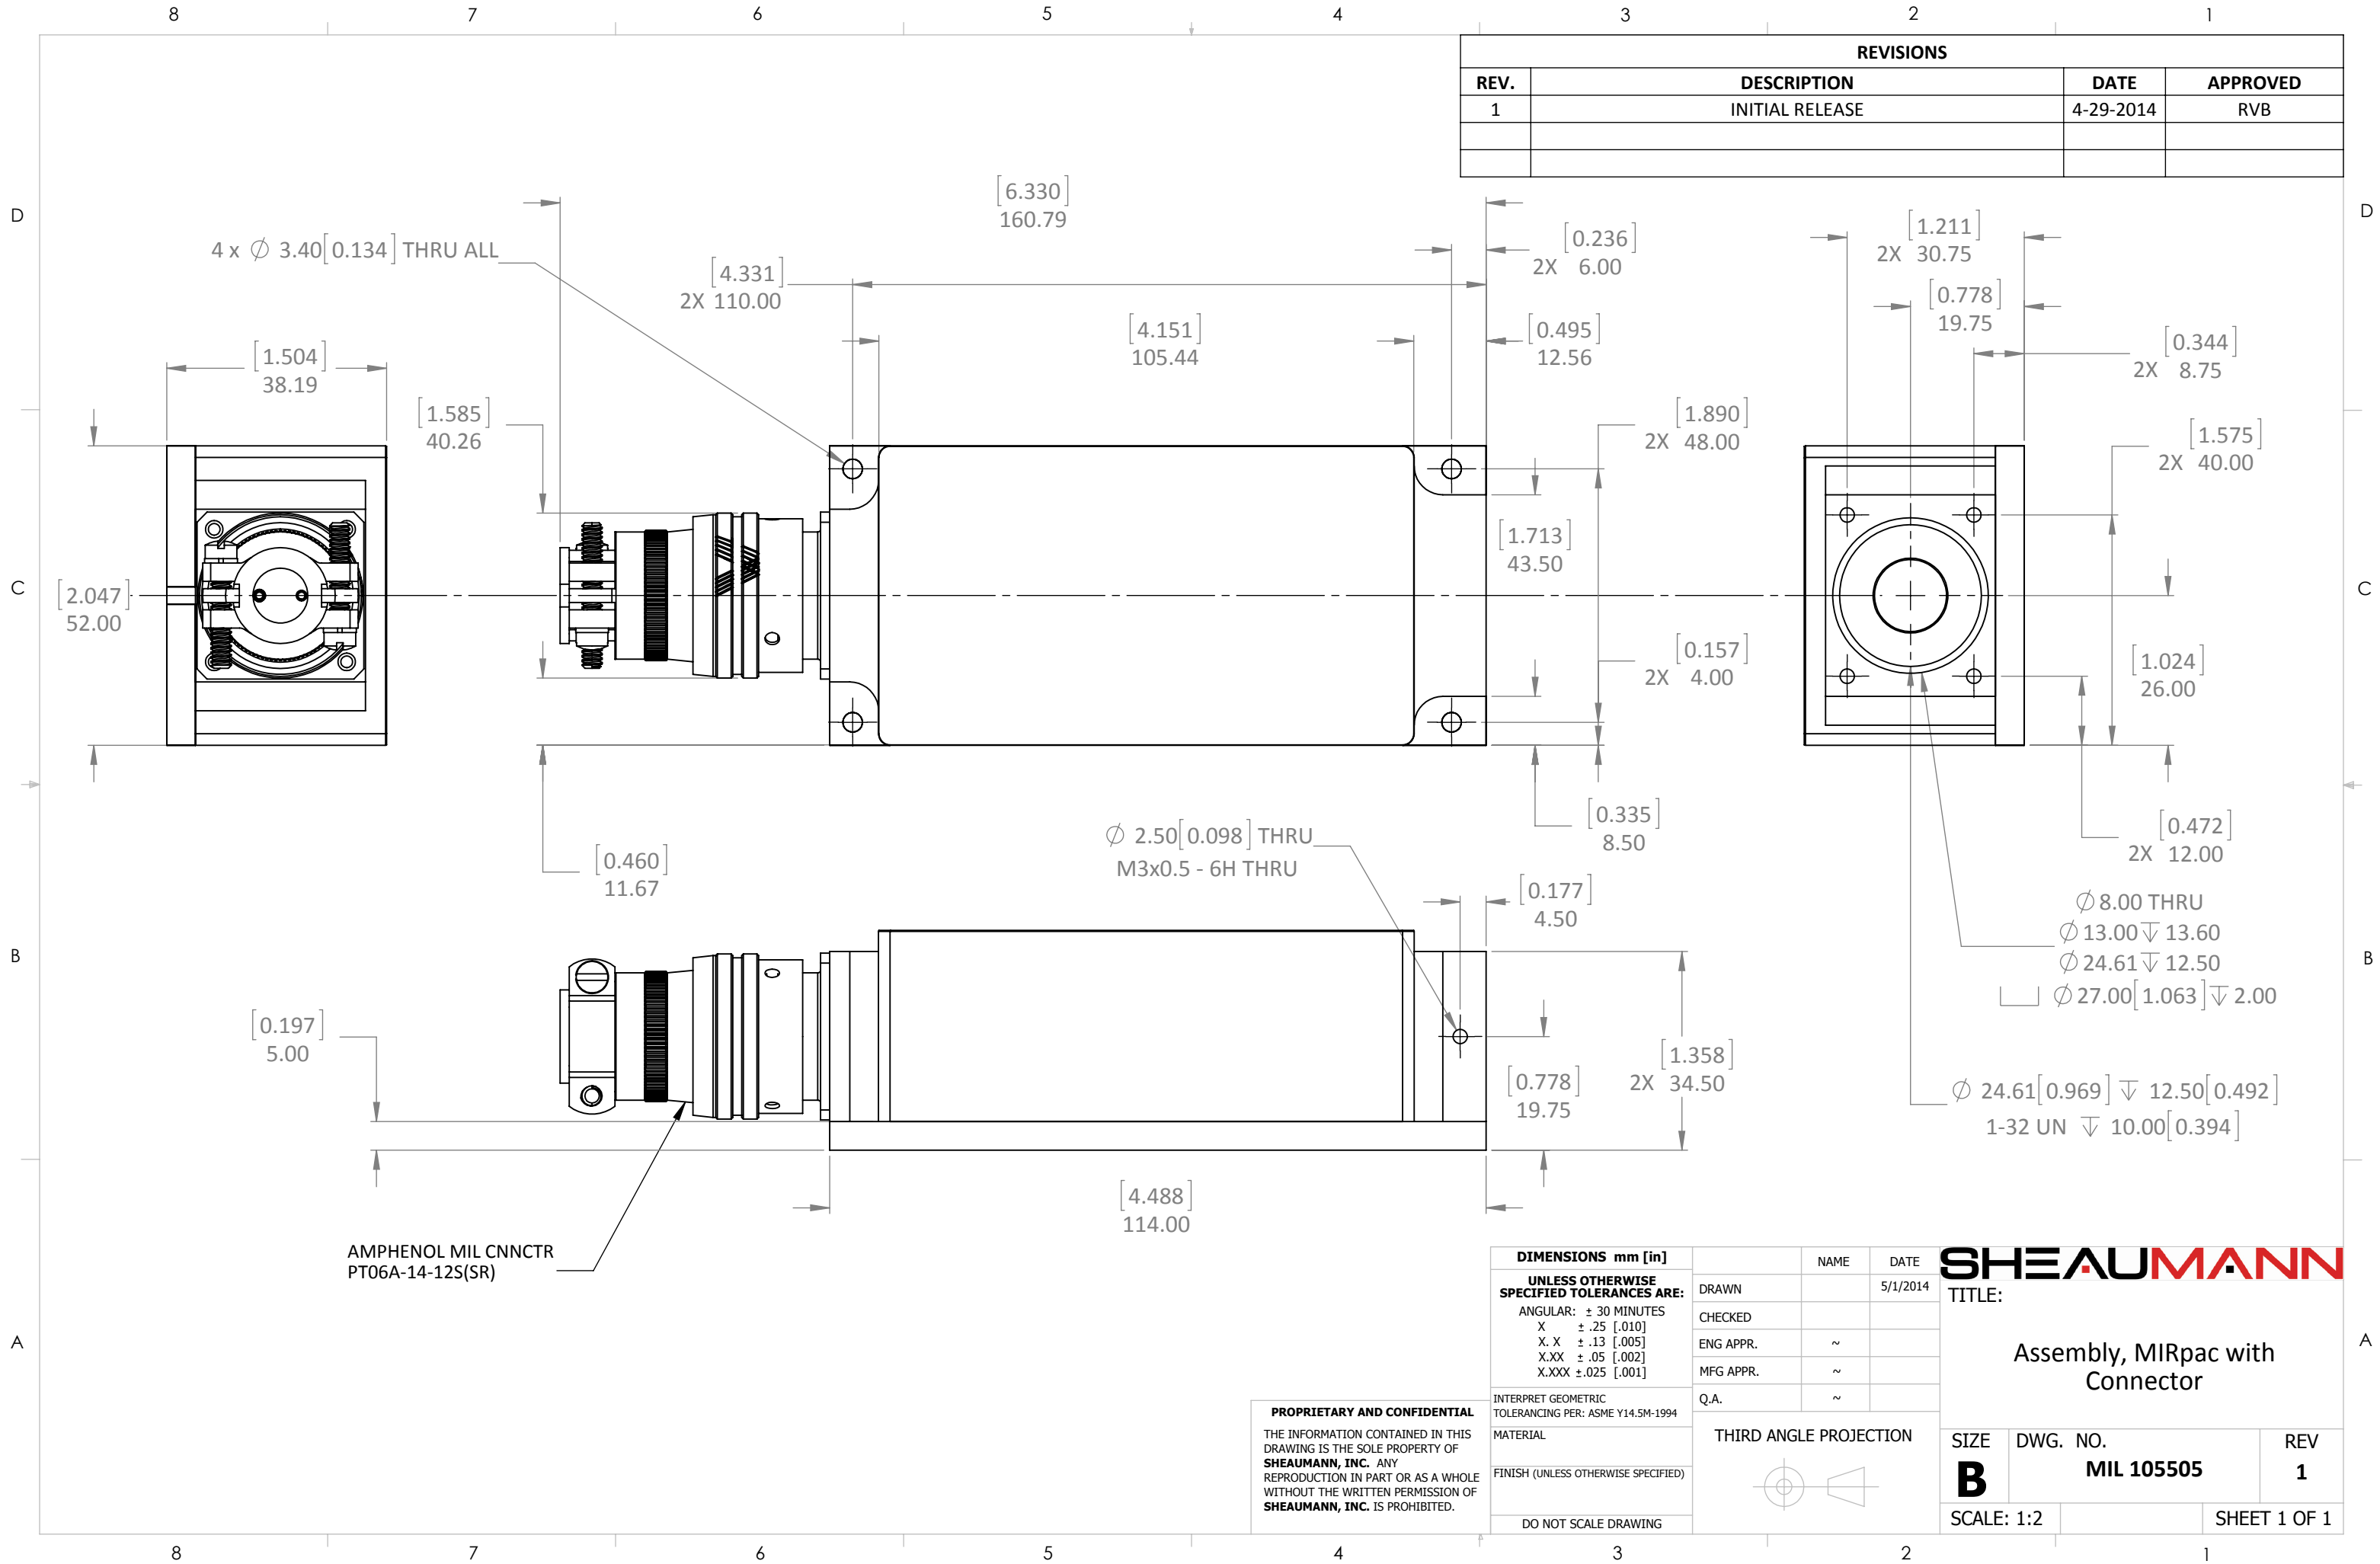 8 7 6 5 4 3 2 1
REVISIONS
REV. DESCRIPTION DATE APPROVED
1 INITIAL RELEASE 4-29-2014 RVB
D D
C C
B B
A A
[6.330]
160.79
4 x ∅ 3.40[0.134] THRU ALL
[4.331]
2X 110.00
[0.236]
2X 6.00
[4.151]
105.44
[0.495]
12.56
[1.211]
2X 30.75
[0.778]
19.75
[0.344]
2X 8.75
[1.504]
38.19
[1.585]
40.26
[1.890]
2X 48.00
[1.575]
2X 40.00
[1.713]
43.50
[2.047]
52.00
[0.157]
2X 4.00
[1.024]
26.00
[0.335]
8.50
[0.472]
2X 12.00
[0.460]
11.67
∅ 2.50[0.098] THRU
M3x0.5 - 6H THRU
[0.177]
4.50
∅8.00 THRU
∅13.00↧13.60
∅24.61↧12.50
⌴ ∅27.00[1.063]↧2.00
[0.197]
5.00
[0.778]
19.75
[1.358]
2X 34.50
∅ 24.61[0.969] ↧ 12.50[0.492]
1-32 UN ↧ 10.00[0.394]
[4.488]
114.00
AMPHENOL MIL CNNCTR
PT06A-14-12S(SR)
PROPRIETARY AND CONFIDENTIAL
THE INFORMATION CONTAINED IN THIS
DRAWING IS THE SOLE PROPERTY OF
SHEAUMANN, INC. ANY
REPRODUCTION IN PART OR AS A WHOLE
WITHOUT THE WRITTEN PERMISSION OF
SHEAUMANN, INC. IS PROHIBITED.
DIMENSIONS mm [in]
UNLESS OTHERWISE
SPECIFIED TOLERANCES ARE:
ANGULAR: ± 30 MINUTES
X ± .25 [.010]
X. X ± .13 [.005]
X.XX ± .05 [.002]
X.XXX ±.025 [.001]
INTERPRET GEOMETRIC
TOLERANCING PER: ASME Y14.5M-1994
MATERIAL
FINISH (UNLESS OTHERWISE SPECIFIED)
DO NOT SCALE DRAWING
NAME DATE
DRAWN 5/1/2014
CHECKED
ENG APPR. ~
MFG APPR. ~
Q.A. ~
THIRD ANGLE PROJECTION
SHEAUMANN
TITLE:
Assembly, MIRpac with
Connector
SIZE DWG. NO. REV
B MIL 105505 1
SCALE: 1:2 SHEET 1 OF 1
8 7 6 5 4 3 2 1